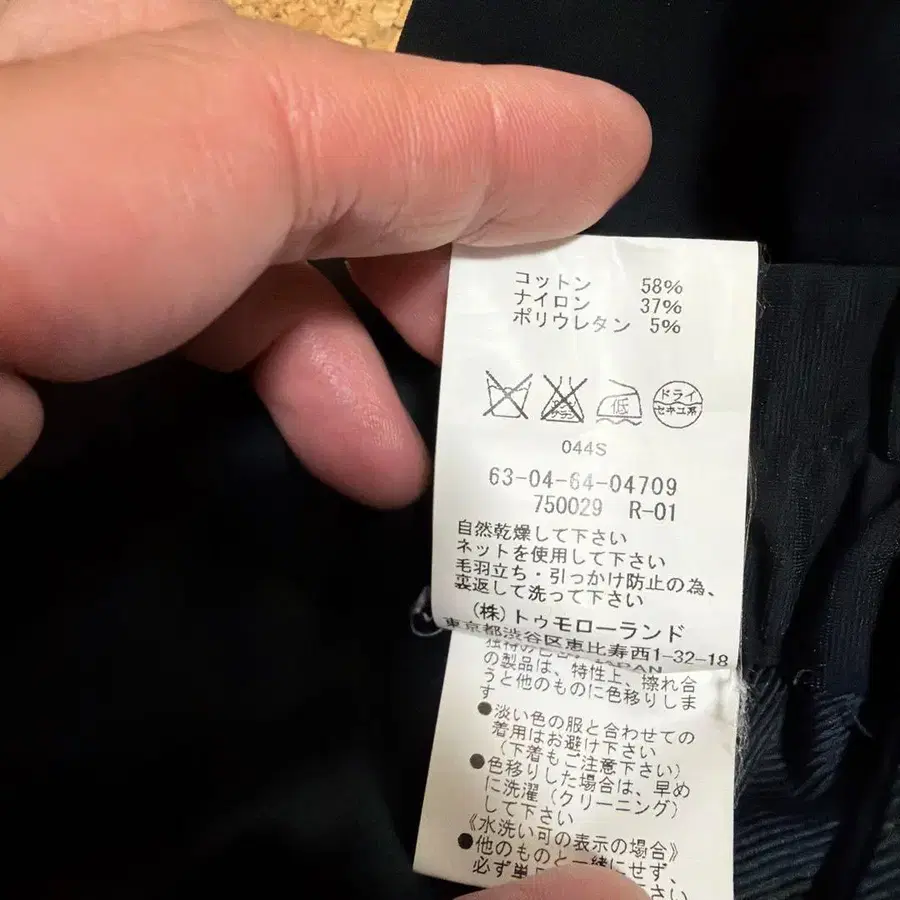 コットン 58%
ナイロン 37%
ポリウレタン 5%
低 ドライ
セキユ系
044S
63-04-64-04709
750029 R-01
自然乾燥して下さい
ネットを使用して下さい
毛羽立ち・引っかけ防止の為、
裏返して洗って下さい
(株)トゥモローランド
東京都渋谷区恵比寿西1-32-18
の製品は、特性上、擦れ合
うと他のものに色移りしま
す
●淡い色の服と合わせての
着用はお避け下さい
(下着もご注意下さい)
●色移りした場合は、早め
に洗濯(クリーニング)
して下さい
《水洗い可の表示の場合》
●他のものと一緒にせず、
必ず単
さい